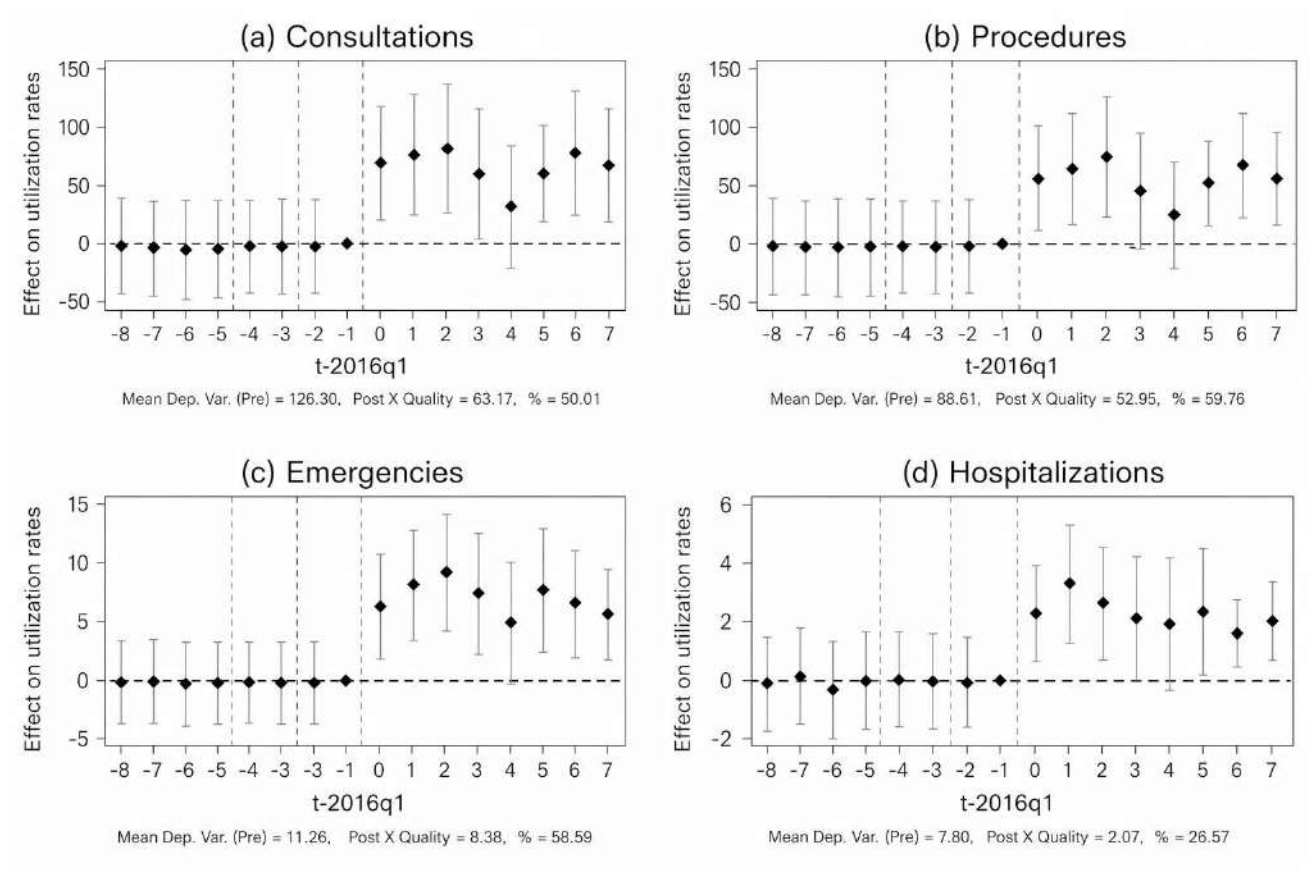 (a) Consultations
Effect on utilization rates
150
100
50
0
-50
-8 -7 -6 -5 -4 -3 -2 -1 0 1 2 3 4 5 6 7
t-2016q1
Mean Dep. Var. (Pre) = 126.30, Post X Quality = 63.17, % = 50.01
(b) Procedures
Effect on utilization rates
150
100
50
0
-50
-8 -7 -6 -5 -4 -3 -2 -1 0 1 2 3 4 5 6 7
t-2016q1
Mean Dep. Var. (Pre) = 88.61, Post X Quality = 52.95, % = 59.76
(c) Emergencies
Effect on utilization rates
15
10
5
0
-5
-8 -7 -6 -5 -4 -3 -3 -1 0 1 2 3 4 5 6 7
t-2016q1
Mean Dep. Var. (Pre) = 11.26, Post X Quality = 8.38, % = 58.59
(d) Hospitalizations
Effect on utilization rates
6
4
2
0
-2
-8 -7 -6 -5 -4 -3 -2 -1 0 1 2 3 4 5 6 7
t-2016q1
Mean Dep. Var. (Pre) = 7.80, Post X Quality = 2.07, % = 26.57